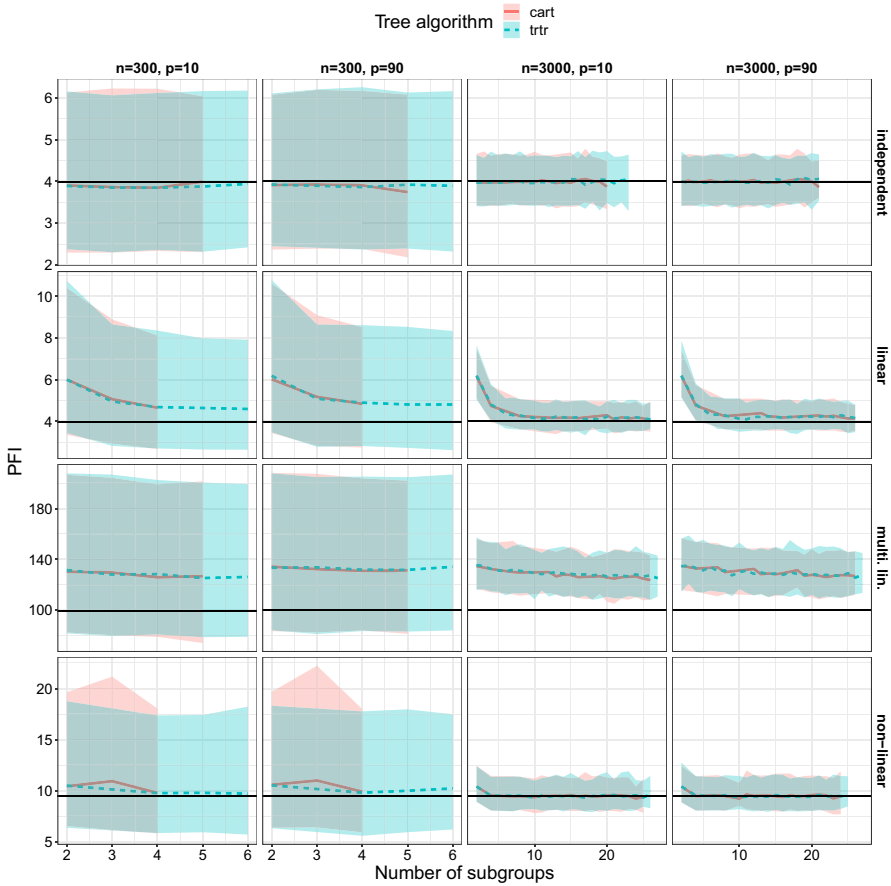 Tree algorithm
cart
trtr
n=300, p=10
n=300, p=90
n=3000, p=10
n=3000, p=90
6
5
4
3
2
independent
10
8
6
4
linear
180
140
100
multi. lin.
20
15
10
5
non−linear
PFI
2 3 4 5 6
2 3 4 5 6
10 20
10 20
Number of subgroups